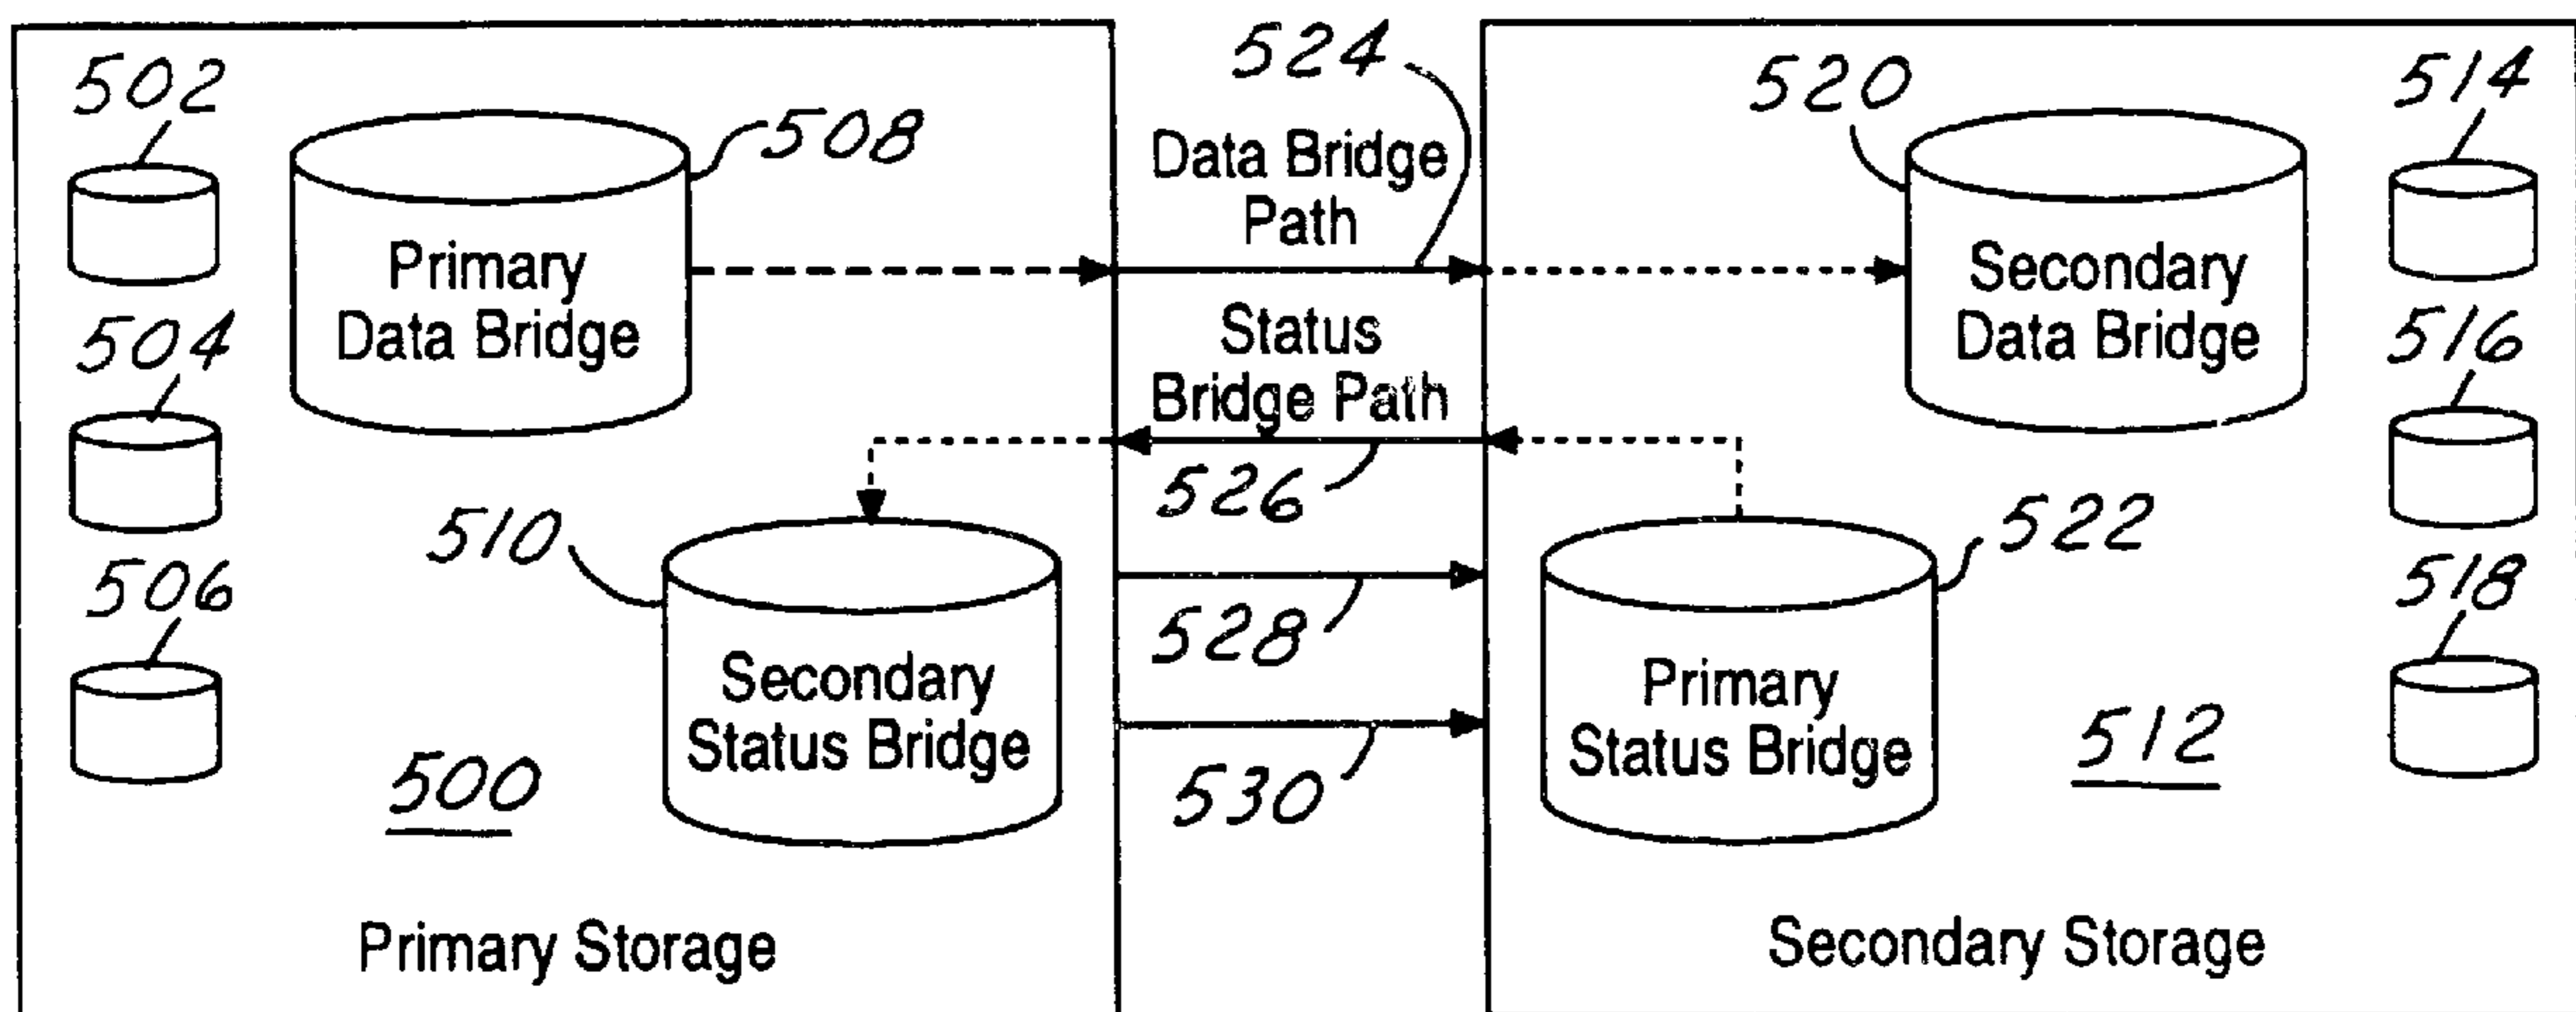 502
508
Primary
Data Bridge
504
506
510
Secondary
Status Bridge
500
Primary Storage
524
Data Bridge
Path
Status
Bridge Path
526
528
530
520
Secondary
Data Bridge
514
516
518
522
Primary
Status Bridge
512
Secondary Storage